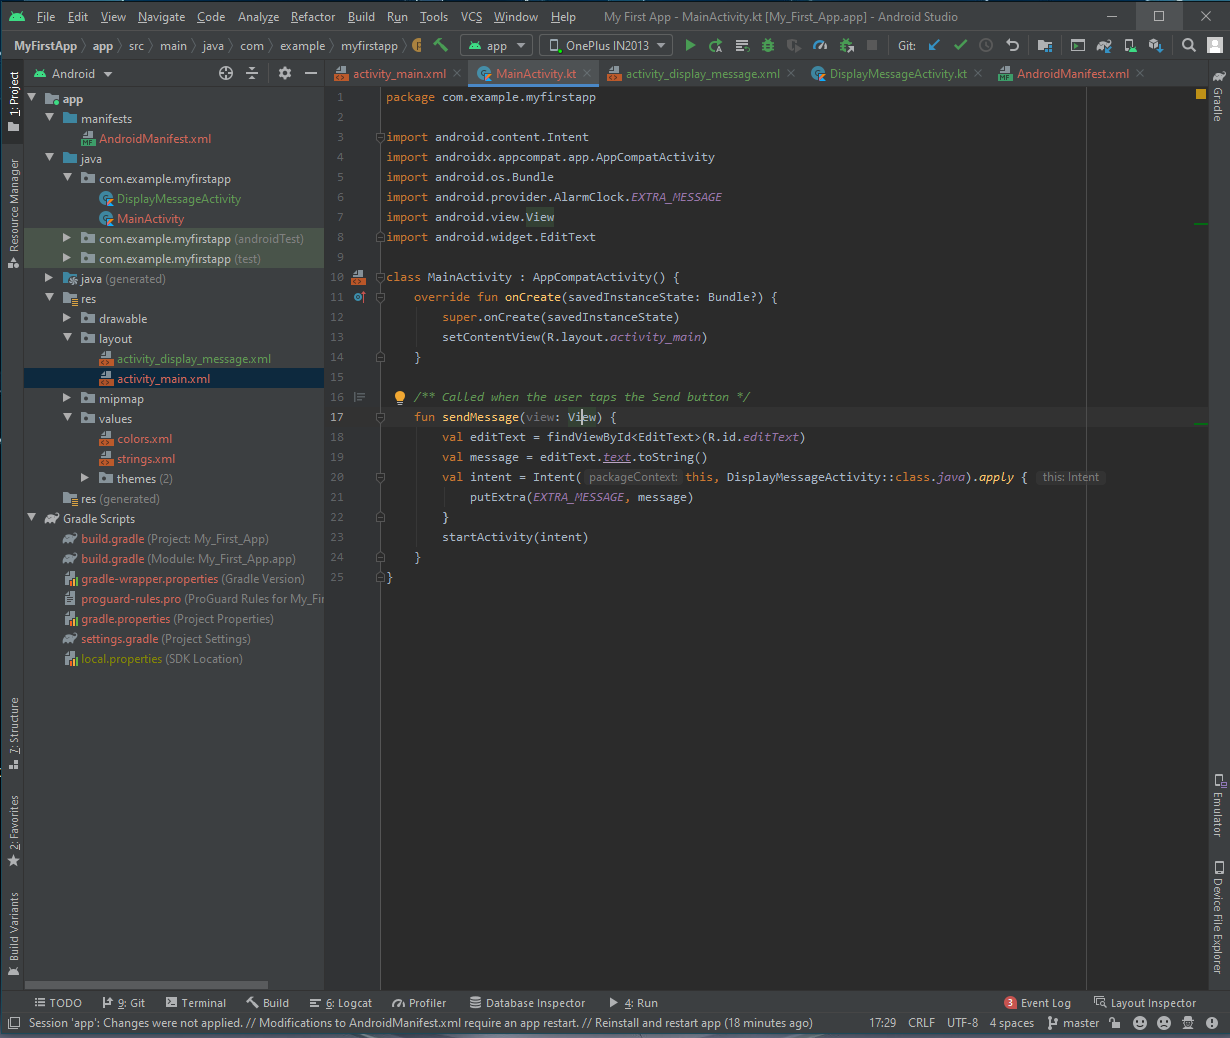 File Edit View Navigate Code Analyze Refactor Build Run Tools VCS Window Help My First App - MainActivity.kt [My_First_App.app] - Android Studio
MyFirstApp app src main java com example myfirstapp app OnePlus IN2013 Git:
1: Project
Resource Manager
7: Structure
2: Favorites
Build Variants
Android
app
manifests
AndroidManifest.xml
java
com.example.myfirstapp
DisplayMessageActivity
MainActivity
com.example.myfirstapp (androidTest)
com.example.myfirstapp (test)
java (generated)
res
drawable
layout
activity_display_message.xml
activity_main.xml
mipmap
values
colors.xml
strings.xml
themes (2)
res (generated)
Gradle Scripts
build.gradle (Project: My_First_App)
build.gradle (Module: My_First_App.app)
gradle-wrapper.properties (Gradle Version)
proguard-rules.pro (ProGuard Rules for My_Fir
gradle.properties (Project Properties)
settings.gradle (Project Settings)
local.properties (SDK Location)
activity_main.xml MainActivity.kt activity_display_message.xml DisplayMessageActivity.kt AndroidManifest.xml
1 package com.example.myfirstapp
2
3 import android.content.Intent
4 import androidx.appcompat.app.AppCompatActivity
5 import android.os.Bundle
6 import android.provider.AlarmClock.EXTRA_MESSAGE
7 import android.view.View
8 import android.widget.EditText
9
10 class MainActivity : AppCompatActivity() {
11 override fun onCreate(savedInstanceState: Bundle?) {
12 super.onCreate(savedInstanceState)
13 setContentView(R.layout.activity_main)
14 }
15
16 /** Called when the user taps the Send button */
17 fun sendMessage(view: View) {
18 val editText = findViewById<EditText>(R.id.editText)
19 val message = editText.text.toString()
20 val intent = Intent( packageContext: this, DisplayMessageActivity::class.java).apply { this: Intent
21 putExtra(EXTRA_MESSAGE, message)
22 }
23 startActivity(intent)
24 }
25 }
Gradle
Emulator
Device File Explorer
TODO 9: Git Terminal Build 6: Logcat Profiler Database Inspector 4: Run 3 Event Log Layout Inspector
Session 'app': Changes were not applied. // Modifications to AndroidManifest.xml require an app restart. // Reinstall and restart app (18 minutes ago) 17:29 CRLF UTF-8 4 spaces master